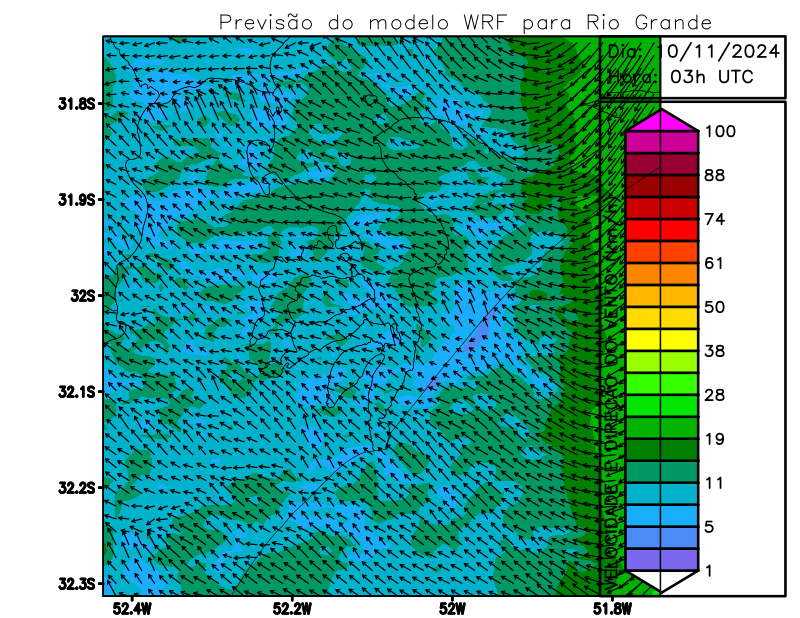 Previsão do modelo WRF para Rio Grande
Dia: 10/11/2024
Hora: 03h UTC
31.8S
31.9S
32S
32.1S
32.2S
32.3S
52.4W
52.2W
52W
51.8W
100
88
74
61
50
38
28
19
11
5
1
VELOCIDADE E DIREÇÃO DO VENTO